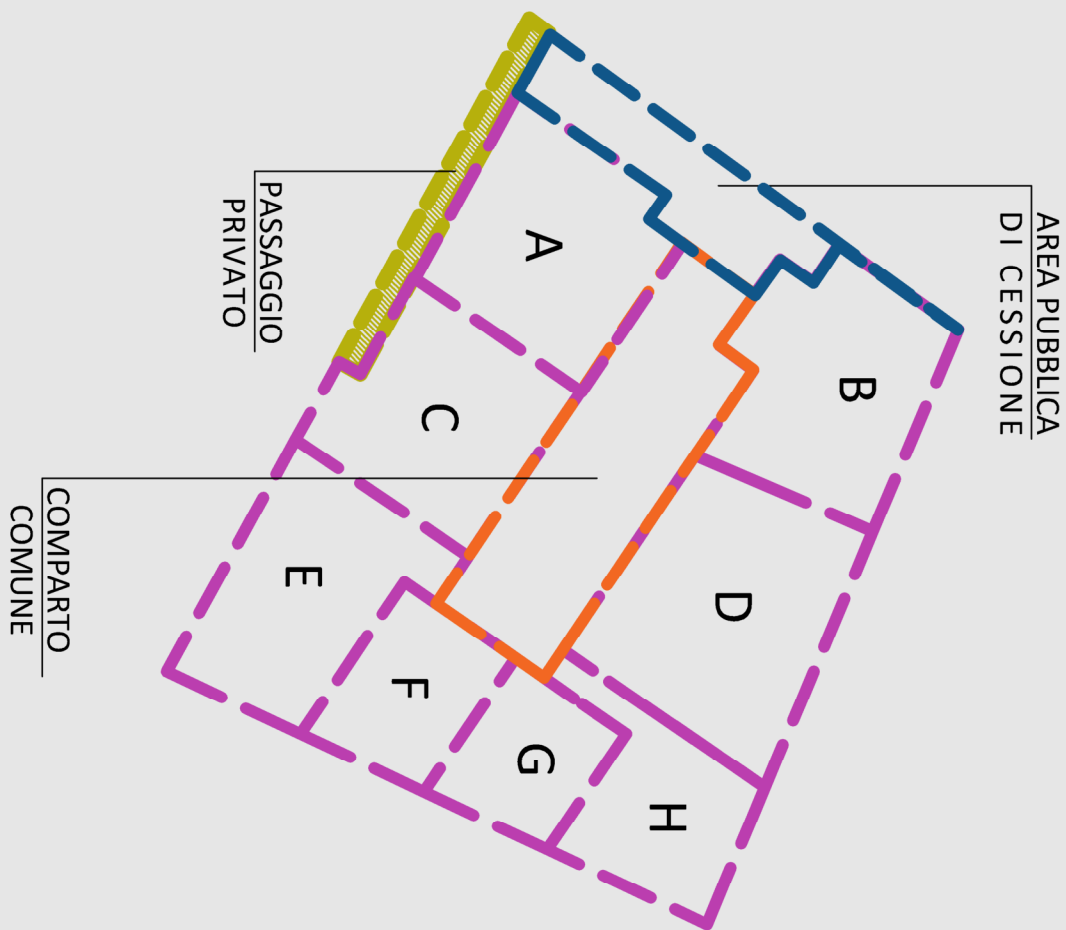 AREA PUBBLICA
DI CESSIONE
B
D
H
A
C
E
F
G
PASSAGGIO
PRIVATO
COMPARTO
COMUNE